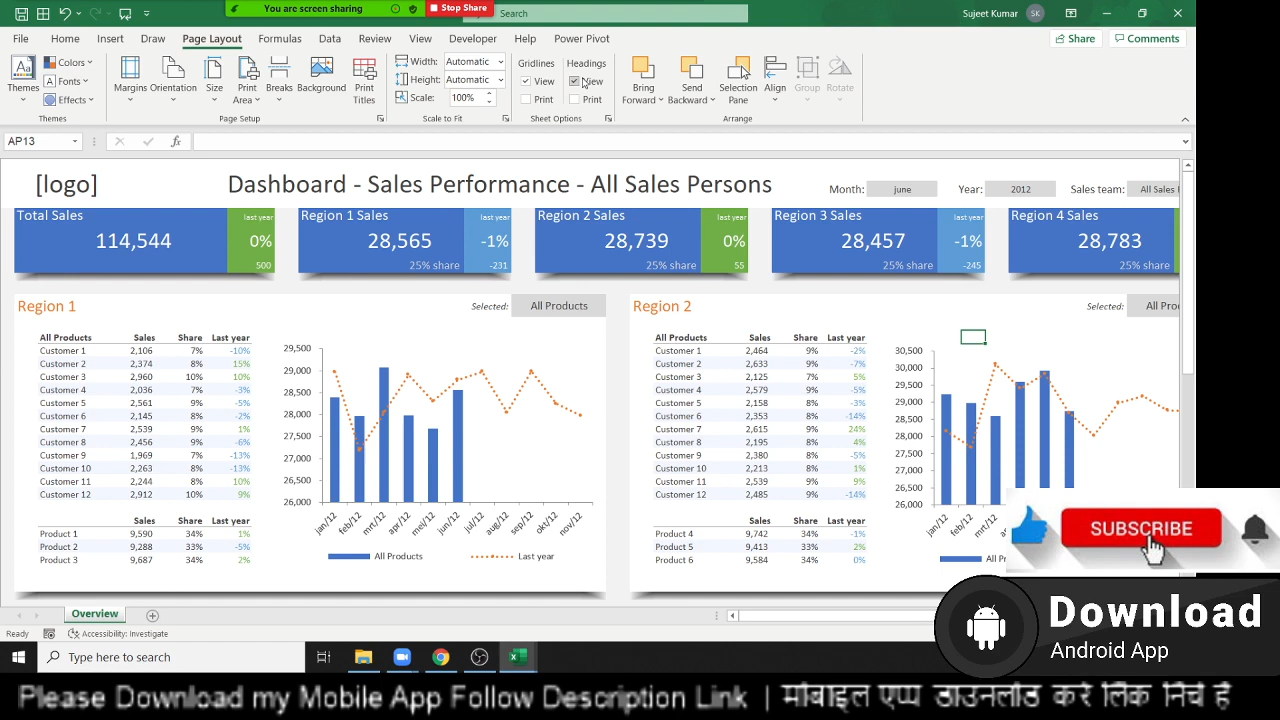 You are screen sharing
Stop Share
Search
Sujeet Kumar
SK
File Home Insert Draw Page Layout Formulas Data Review View Developer Help Power Pivot
Share
Comments
Themes
Colors
Fonts
Effects
Themes
Margins
Orientation
Size
Print Area
Breaks
Background
Print Titles
Page Setup
Width: Automatic
Height: Automatic
Scale: 100%
Scale to Fit
Gridlines
View
Print
Headings
View
Print
Sheet Options
Bring Forward
Send Backward
Selection Pane
Align
Group
Rotate
Arrange
AP13
fx
[logo]
Dashboard - Sales Performance - All Sales Persons
Month: june
Year: 2012
Sales team: All Sales
Total Sales
114,544
last year
0%
500
Region 1 Sales
28,565
25% share
last year
-1%
-231
Region 2 Sales
28,739
25% share
last year
0%
55
Region 3 Sales
28,457
25% share
last year
-1%
-245
Region 4 Sales
28,783
25% share
Region 1
Selected: All Products
All Products Sales Share Last year
Customer 1 2,106 7% -10%
Customer 2 2,374 8% 15%
Customer 3 2,960 10% 10%
Customer 4 2,036 7% -3%
Customer 5 2,561 9% -5%
Customer 6 2,145 8% -2%
Customer 7 2,539 9% 1%
Customer 8 2,456 9% -6%
Customer 9 1,969 7% -13%
Customer 10 2,263 8% -13%
Customer 11 2,244 8% 10%
Customer 12 2,912 10% 9%
Sales Share Last year
Product 1 9,590 34% 1%
Product 2 9,288 33% -5%
Product 3 9,687 34% 2%
29,500
29,000
28,500
28,000
27,500
27,000
26,500
26,000
jan/12 feb/12 mrt/12 apr/12 mei/12 jun/12 jul/12 aug/12 sep/12 okt/12 nov/12
All Products
Last year
Region 2
Selected: All Pro
All Products Sales Share Last year
Customer 1 2,464 9% -2%
Customer 2 2,633 9% -7%
Customer 3 2,125 7% 5%
Customer 4 2,579 9% -5%
Customer 5 2,158 8% -3%
Customer 6 2,353 8% -14%
Customer 7 2,615 9% 24%
Customer 8 2,195 8% 4%
Customer 9 2,380 8% -5%
Customer 10 2,213 8% 1%
Customer 11 2,539 9% 9%
Customer 12 2,485 9% -14%
Sales Share Last year
Product 4 9,742 34% -1%
Product 5 9,413 33% 2%
Product 6 9,584 34% 0%
30,500
30,000
29,500
29,000
28,500
28,000
27,500
27,000
26,500
26,000
jan/12 feb/12 mrt/12
All P
SUBSCRIBE
Download
Android App
Overview
Ready
Accessibility: Investigate
Type here to search
Please Download my Mobile App Follow Description Link | मोबाइल एप्प डाउनलोड करे लिंक निचे है